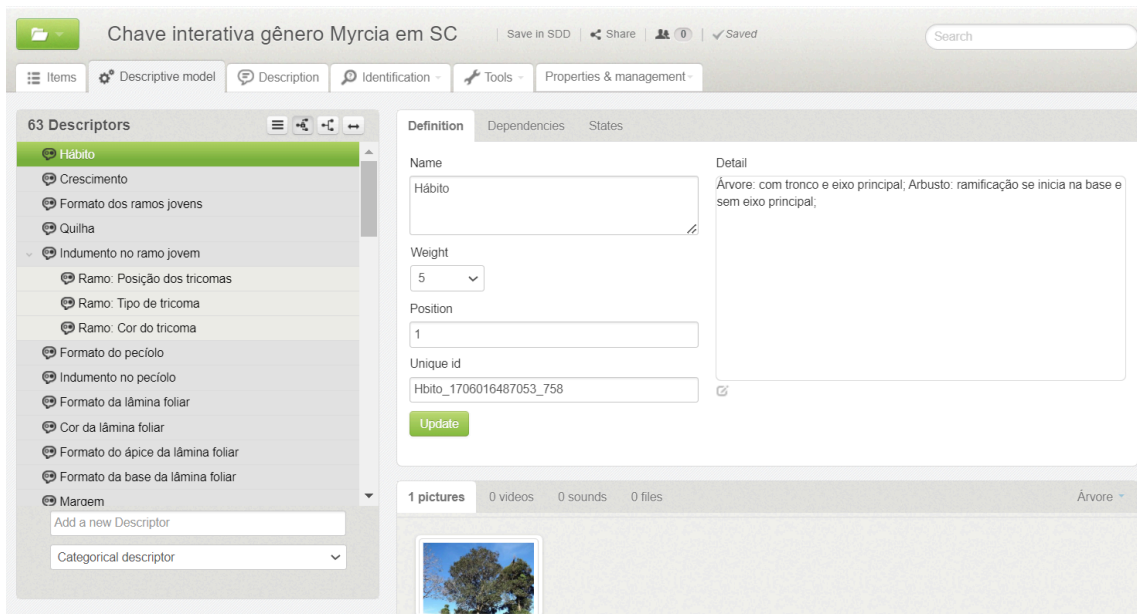 Chave interativa gênero Myrcia em SC
Save in SDD
Share
0
Saved
Search
Items
Descriptive model
Description
Identification
Tools
Properties & management
63 Descriptors
Hábito
Crescimento
Formato dos ramos jovens
Quilha
Indumento no ramo jovem
Ramo: Posição dos tricomas
Ramo: Tipo de tricoma
Ramo: Cor do tricoma
Formato do pecíolo
Indumento no pecíolo
Formato da lâmina foliar
Cor da lâmina foliar
Formato do ápice da lâmina foliar
Formato da base da lâmina foliar
Margem
Add a new Descriptor
Categorical descriptor
Definition
Dependencies
States
Name
Hábito
Weight
5
Position
1
Unique id
Hbito_1706016487053_758
Update
Detail
Árvore: com tronco e eixo principal; Arbusto: ramificação se inicia na base e
sem eixo principal;
1 pictures
0 videos
0 sounds
0 files
Árvore